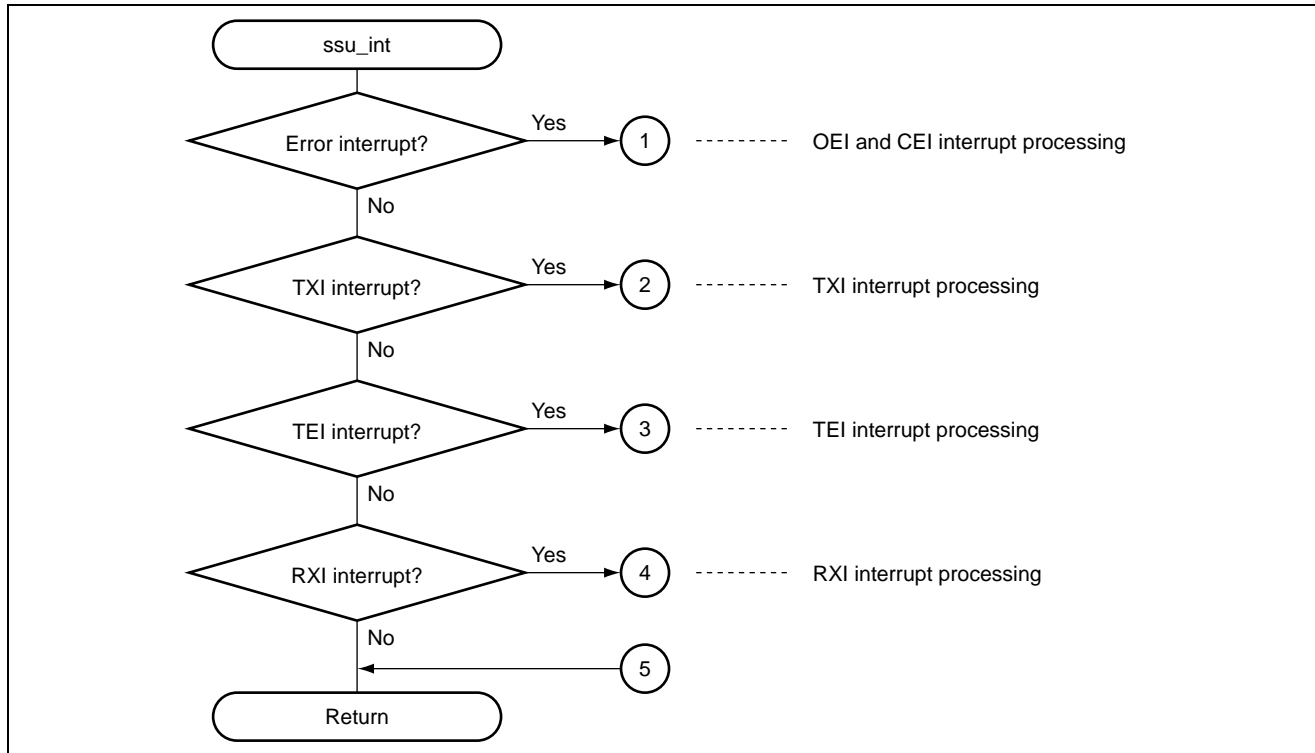 ssu_int
Error interrupt?
Yes
1
OEI and CEI interrupt processing
No
TXI interrupt?
Yes
2
TXI interrupt processing
No
TEI interrupt?
Yes
3
TEI interrupt processing
No
RXI interrupt?
Yes
4
RXI interrupt processing
No
5
Return